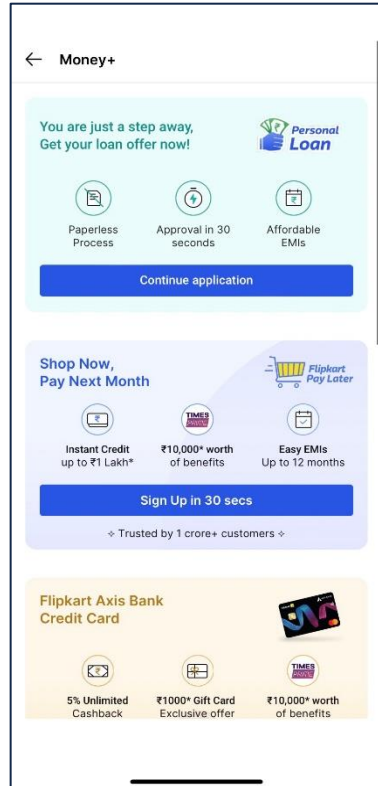 Money+
You are just a step away,
Get your loan offer now!
Personal
Loan
Paperless
Process
Approval in 30
seconds
Affordable
EMIs
Continue application
Shop Now,
Pay Next Month
Flipkart
Pay Later
Instant Credit
up to ₹1 Lakh*
TIMES
₹10,000* worth
of benefits
Easy EMIs
Up to 12 months
Sign Up in 30 secs
Trusted by 1 crore+ customers
Flipkart Axis Bank
Credit Card
5% Unlimited
Cashback
₹1000* Gift Card
Exclusive offer
TIMES
₹10,000* worth
of benefits